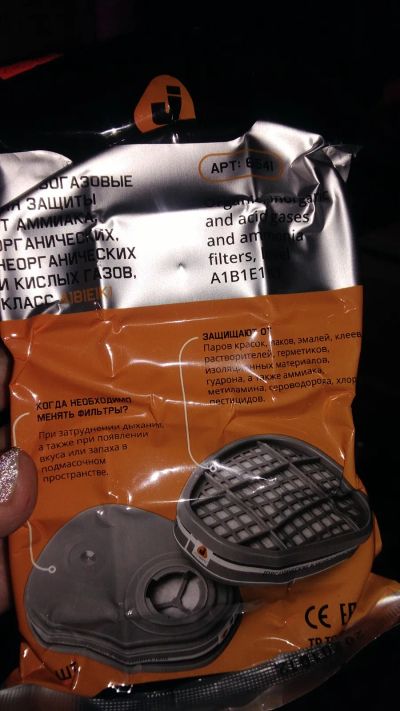 J
АРТ: 6541
ЗАЩИТЫ
АММИАКА,
ОРГАНИЧЕСКИХ,
НЕОРГАНИЧЕСКИХ
И КИСЛЫХ ГАЗОВ,
КЛАСС A1B1E1K1
and acid gases
and ammonia
filters,
A1B1E1
ЗАЩИЩАЮТ ОТ
Паров красок, лаков, эмалей, клеев
растворителей, герметиков,
изоляционных материалов,
гудрона, а также аммиака,
метиламина, сероводорода, хлор
пестицидов.
КОГДА НЕОБХОДИМО
МЕНЯТЬ ФИЛЬТРЫ?
При затруднении дыхания,
а также при появлении
вкуса или запаха в
подмасочном
пространстве.
J
CE